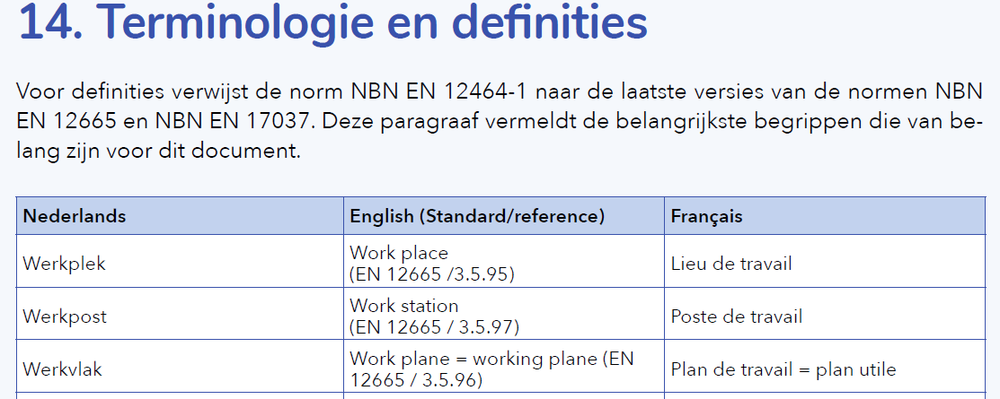 14. Terminologie en definities
Voor definities verwijst de norm NBN EN 12464-1 naar de laatste versies van de normen NBN
EN 12665 en NBN EN 17037. Deze paragraaf vermeldt de belangrijkste begrippen die van be-
lang zijn voor dit document.
Nederlands English (Standard/reference) Français
Werkplek
Work place
(EN 12665 /3.5.95)
Lieu de travail
Werkpost
Work station
(EN 12665 / 3.5.97)
Poste de travail
Werkvlak
Work plane = working plane (EN
12665 / 3.5.96)
Plan de travail = plan utile